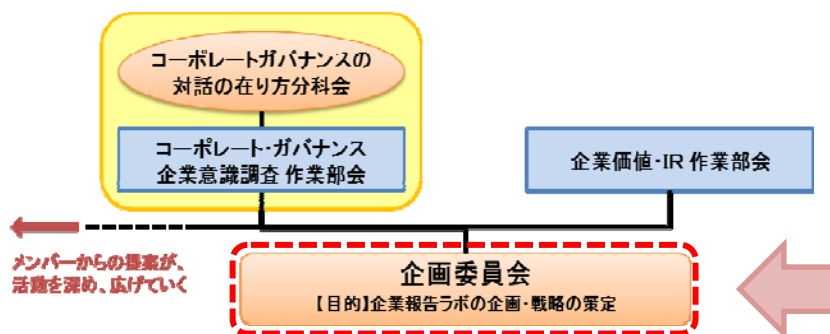 コーポレートガバナンスの
対話の在り方分科会
コーポレート・ガバナンス
企業意識調査 作業部会
企業価値・IR 作業部会
メンバーからの提案が、
活動を深め、広げていく
企画委員会
【目的】企業報告ラボの企画・戦略の策定